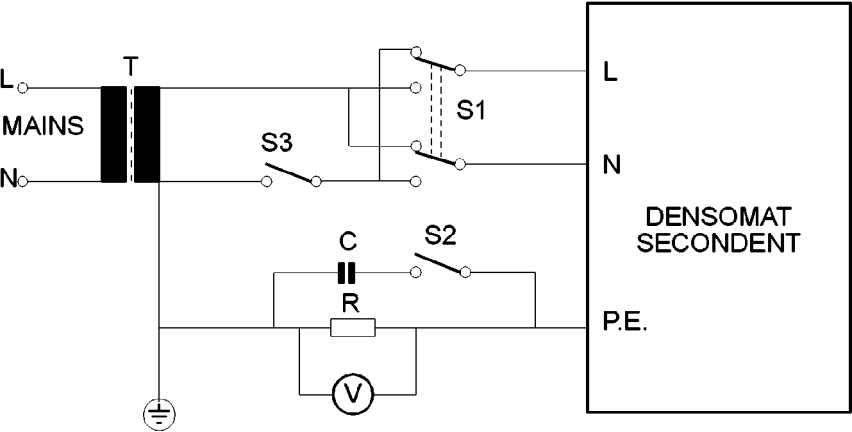 T
L
MAINS
N
S3
S1
C
S2
R
V
L
N
DENSOMAT
SECONDENT
P.E.